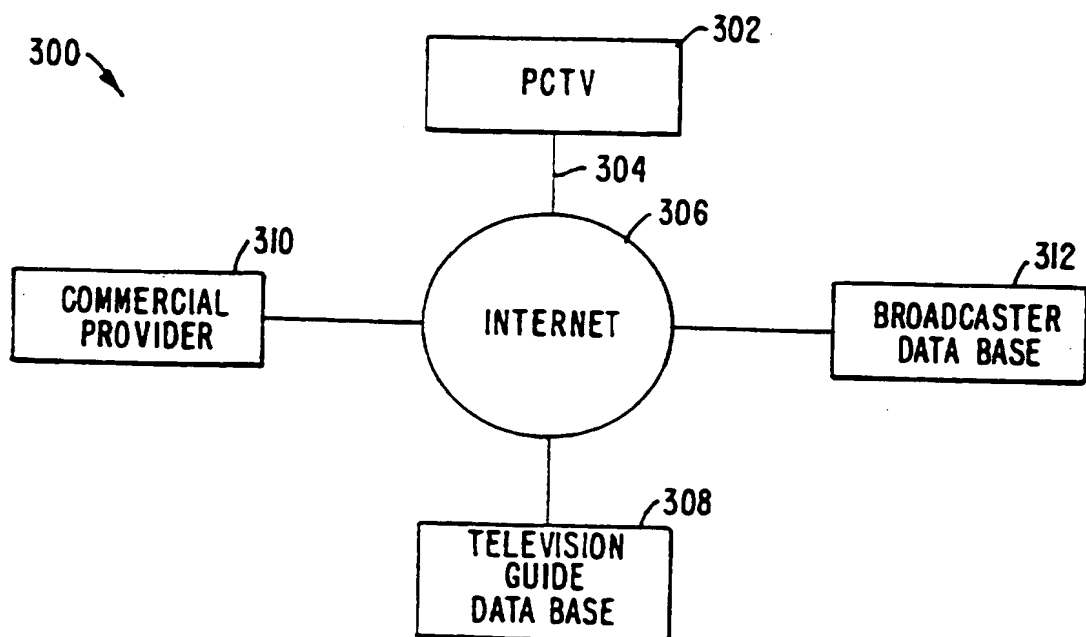 300
302
PCTV
304
306
310
COMMERCIAL
PROVIDER
INTERNET
312
BROADCASTER
DATA BASE
308
TELEVISION
GUIDE
DATA BASE